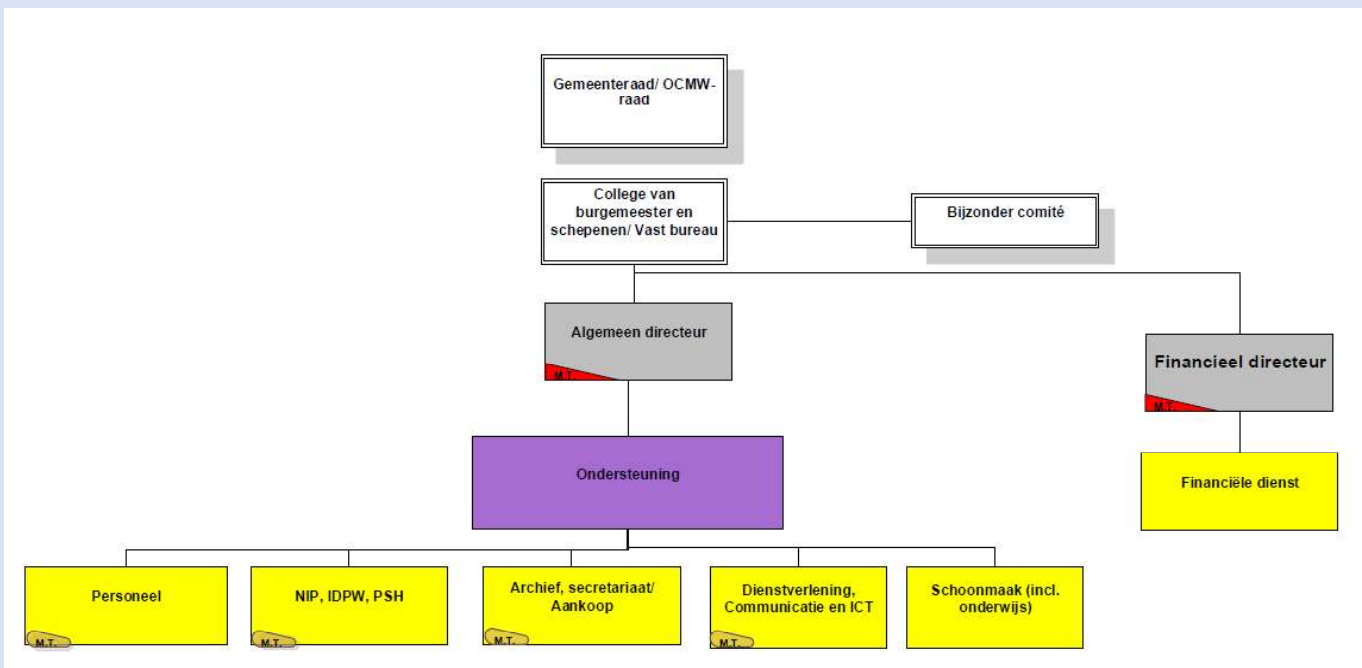 Gemeenteraad/ OCMW-
raad
College van
burgemeester en
schepenen/ Vast bureau
Bijzonder comité
Algemeen directeur
M.T.
Financieel directeur
M.T.
Ondersteuning
Financiële dienst
Personeel
M.T.
NIP, IDPW, PSH
M.T.
Archief, secretariaat/
Aankoop
M.T.
Dienstverlening,
Communicatie en ICT
M.T.
Schoonmaak (incl.
onderwijs)